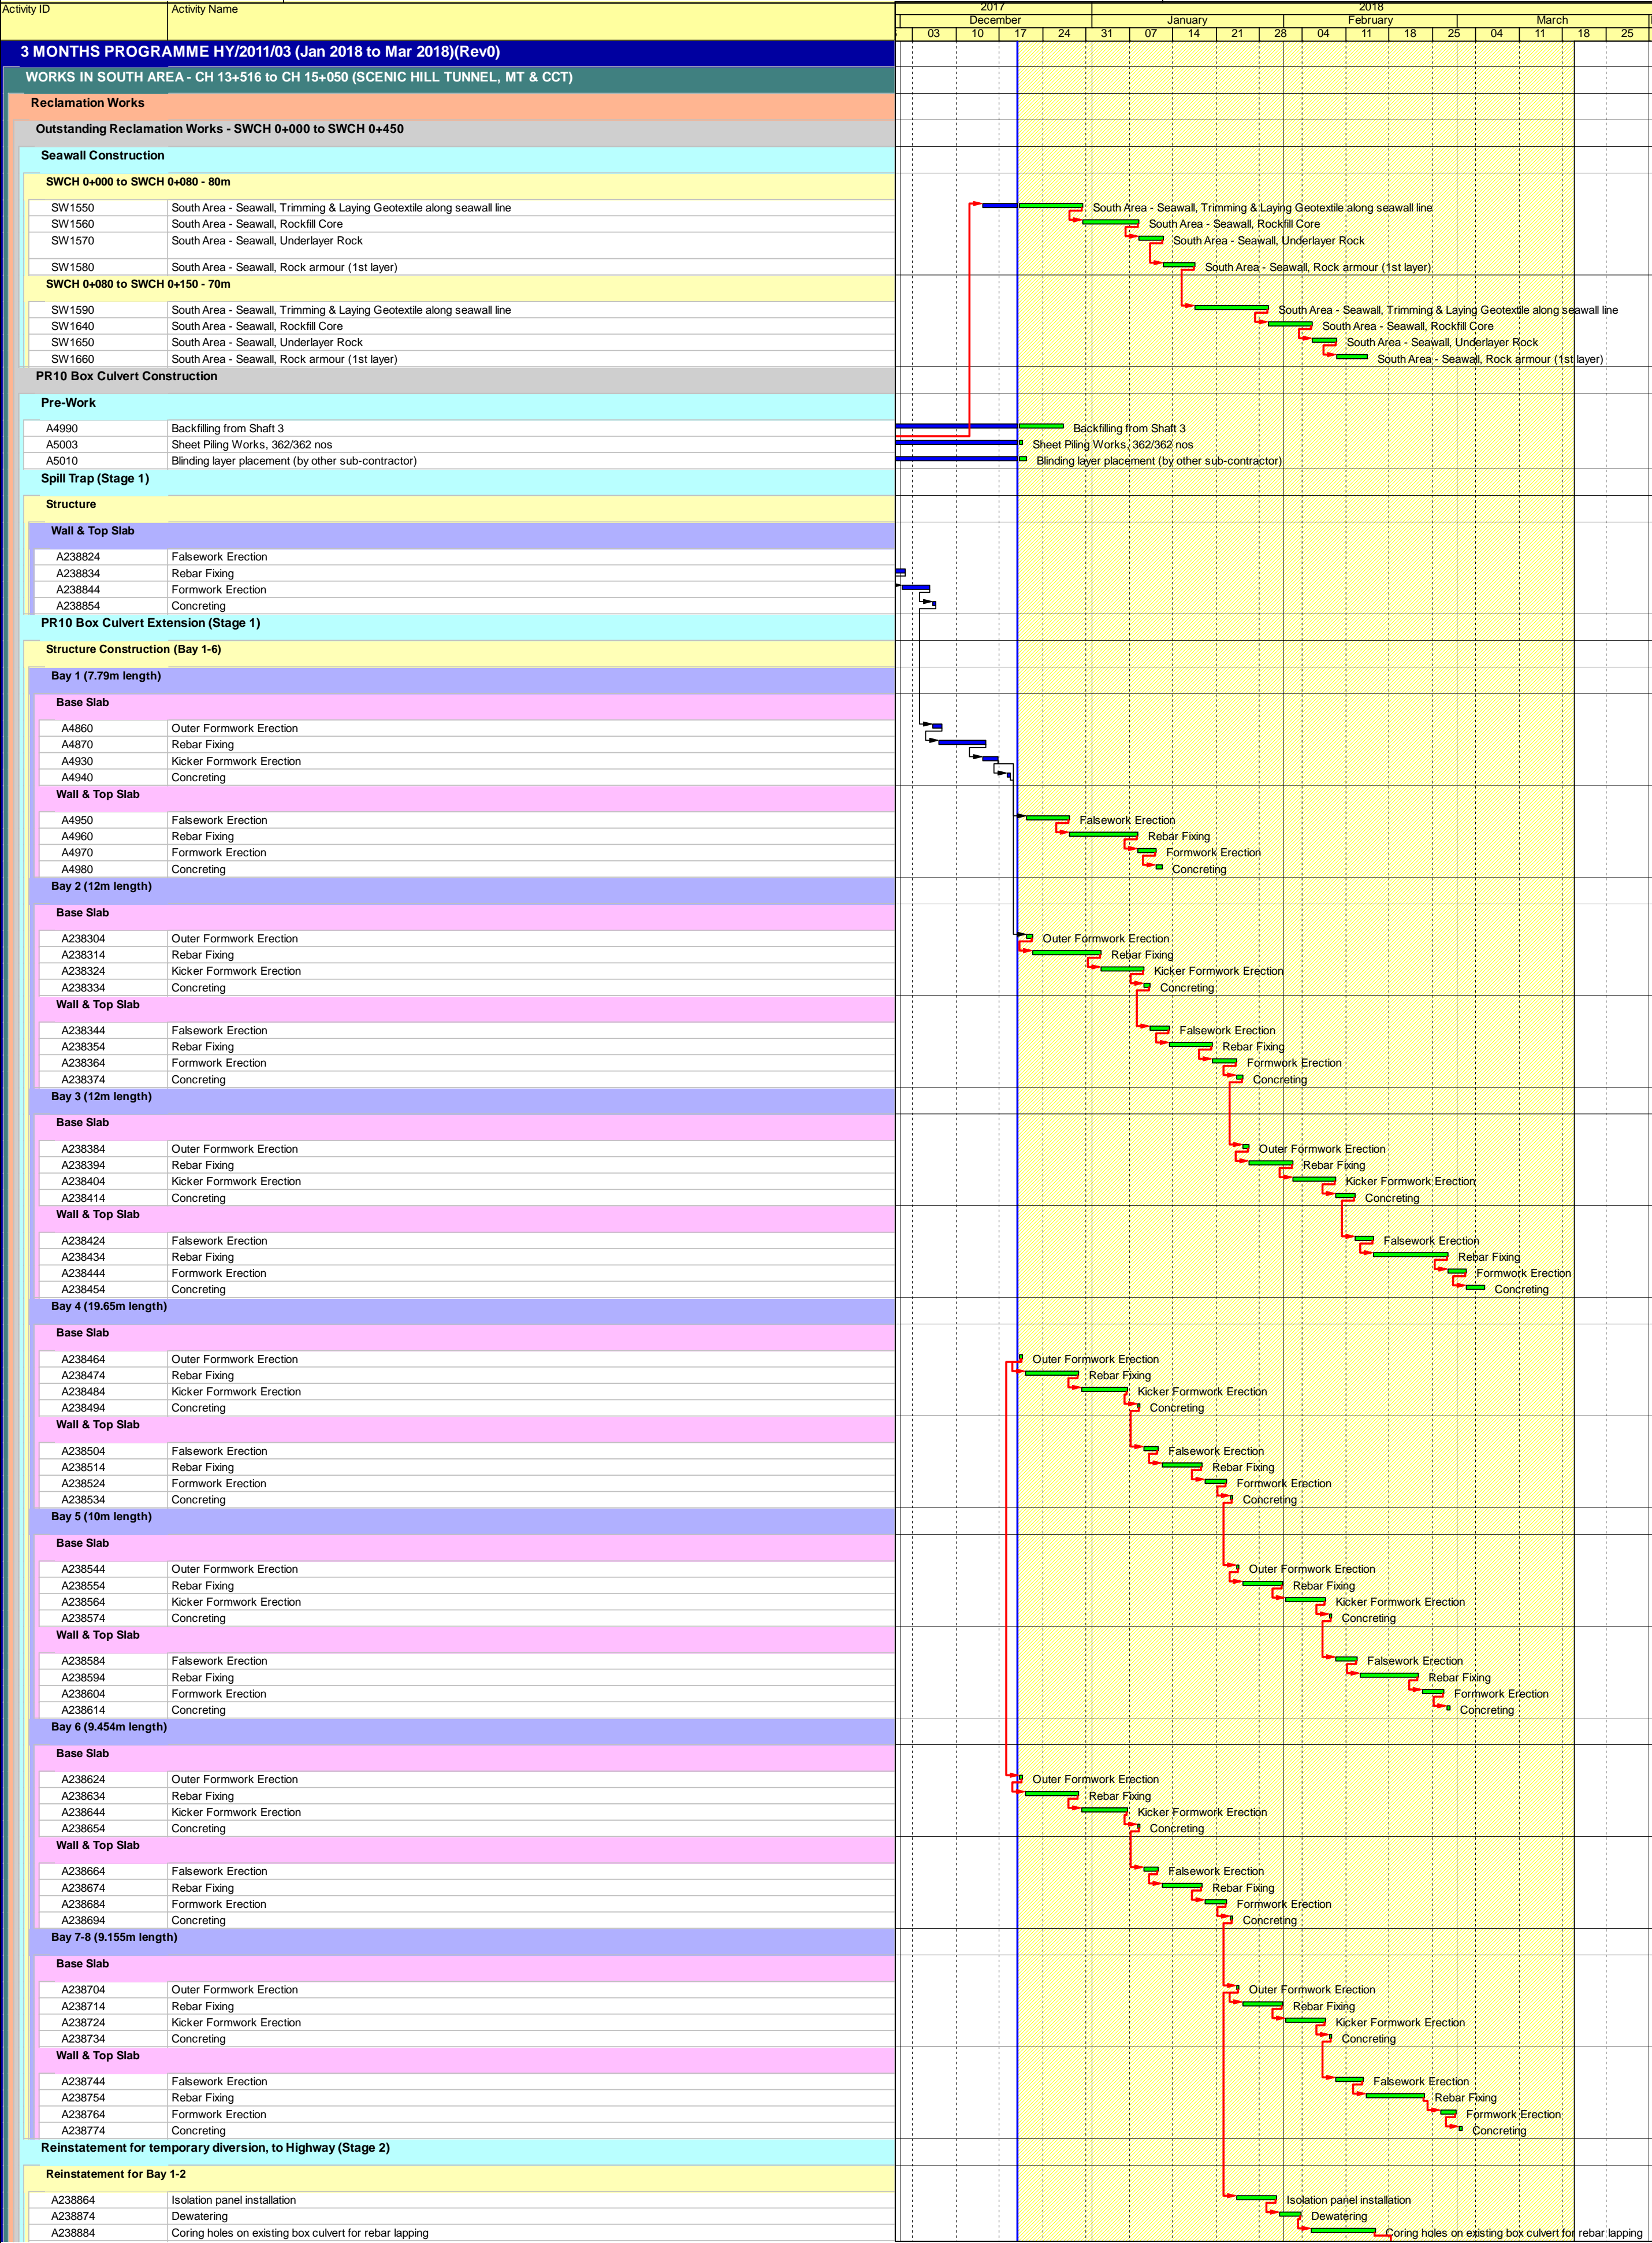 Activity ID Activity Name 2017 2018
December January February March
03 10 17 24 31 07 14 21 28 04 11 18 25 04 11 18 25
3 MONTHS PROGRAMME HY/2011/03 (Jan 2018 to Mar 2018)(Rev0)
WORKS IN SOUTH AREA - CH 13+516 to CH 15+050 (SCENIC HILL TUNNEL, MT & CCT)
Reclamation Works
Outstanding Reclamation Works - SWCH 0+000 to SWCH 0+450
Seawall Construction
SWCH 0+000 to SWCH 0+080 - 80m
SW1550 South Area - Seawall, Trimming & Laying Geotextile along seawall line South Area - Seawall, Trimming & Laying Geotextile along seawall line
SW1560 South Area - Seawall, Rockfill Core South Area - Seawall, Rockfill Core
SW1570 South Area - Seawall, Underlayer Rock South Area - Seawall, Underlayer Rock
SW1580 South Area - Seawall, Rock armour (1st layer) South Area - Seawall, Rock armour (1st layer)
SWCH 0+080 to SWCH 0+150 - 70m
SW1590 South Area - Seawall, Trimming & Laying Geotextile along seawall line South Area - Seawall, Trimming & Laying Geotextile along seawall line
SW1640 South Area - Seawall, Rockfill Core South Area - Seawall, Rockfill Core
SW1650 South Area - Seawall, Underlayer Rock South Area - Seawall, Underlayer Rock
SW1660 South Area - Seawall, Rock armour (1st layer) South Area - Seawall, Rock armour (1st layer)
PR10 Box Culvert Construction
Pre-Work
A4990 Backfilling from Shaft 3 Backfilling from Shaft 3
A5003 Sheet Piling Works, 362/362 nos Sheet Piling Works, 362/362 nos
A5010 Blinding layer placement (by other sub-contractor) Blinding layer placement (by other sub-contractor)
Spill Trap (Stage 1)
Structure
Wall & Top Slab
A238824 Falsework Erection
A238834 Rebar Fixing
A238844 Formwork Erection
A238854 Concreting
PR10 Box Culvert Extension (Stage 1)
Structure Construction (Bay 1-6)
Bay 1 (7.79m length)
Base Slab
A4860 Outer Formwork Erection
A4870 Rebar Fixing
A4930 Kicker Formwork Erection
A4940 Concreting
Wall & Top Slab
A4950 Falsework Erection Falsework Erection
A4960 Rebar Fixing Rebar Fixing
A4970 Formwork Erection Formwork Erection
A4980 Concreting Concreting
Bay 2 (12m length)
Base Slab
A238304 Outer Formwork Erection Outer Formwork Erection
A238314 Rebar Fixing Rebar Fixing
A238324 Kicker Formwork Erection Kicker Formwork Erection
A238334 Concreting Concreting
Wall & Top Slab
A238344 Falsework Erection Falsework Erection
A238354 Rebar Fixing Rebar Fixing
A238364 Formwork Erection Formwork Erection
A238374 Concreting Concreting
Bay 3 (12m length)
Base Slab
A238384 Outer Formwork Erection Outer Formwork Erection
A238394 Rebar Fixing Rebar Fixing
A238404 Kicker Formwork Erection Kicker Formwork Erection
A238414 Concreting Concreting
Wall & Top Slab
A238424 Falsework Erection Falsework Erection
A238434 Rebar Fixing Rebar Fixing
A238444 Formwork Erection Formwork Erection
A238454 Concreting Concreting
Bay 4 (19.65m length)
Base Slab
A238464 Outer Formwork Erection Outer Formwork Erection
A238474 Rebar Fixing Rebar Fixing
A238484 Kicker Formwork Erection Kicker Formwork Erection
A238494 Concreting Concreting
Wall & Top Slab
A238504 Falsework Erection Falsework Erection
A238514 Rebar Fixing Rebar Fixing
A238524 Formwork Erection Formwork Erection
A238534 Concreting Concreting
Bay 5 (10m length)
Base Slab
A238544 Outer Formwork Erection Outer Formwork Erection
A238554 Rebar Fixing Rebar Fixing
A238564 Kicker Formwork Erection Kicker Formwork Erection
A238574 Concreting Concreting
Wall & Top Slab
A238584 Falsework Erection Falsework Erection
A238594 Rebar Fixing Rebar Fixing
A238604 Formwork Erection Formwork Erection
A238614 Concreting Concreting
Bay 6 (9.454m length)
Base Slab
A238624 Outer Formwork Erection Outer Formwork Erection
A238634 Rebar Fixing Rebar Fixing
A238644 Kicker Formwork Erection Kicker Formwork Erection
A238654 Concreting Concreting
Wall & Top Slab
A238664 Falsework Erection Falsework Erection
A238674 Rebar Fixing Rebar Fixing
A238684 Formwork Erection Formwork Erection
A238694 Concreting Concreting
Bay 7-8 (9.155m length)
Base Slab
A238704 Outer Formwork Erection Outer Formwork Erection
A238714 Rebar Fixing Rebar Fixing
A238724 Kicker Formwork Erection Kicker Formwork Erection
A238734 Concreting Concreting
Wall & Top Slab
A238744 Falsework Erection Falsework Erection
A238754 Rebar Fixing Rebar Fixing
A238764 Formwork Erection Formwork Erection
A238774 Concreting Concreting
Reinstatement for temporary diversion, to Highway (Stage 2)
Reinstatement for Bay 1-2
A238864 Isolation panel installation Isolation panel installation
A238874 Dewatering Dewatering
A238884 Coring holes on existing box culvert for rebar lapping Coring holes on existing box culvert for rebar lapping